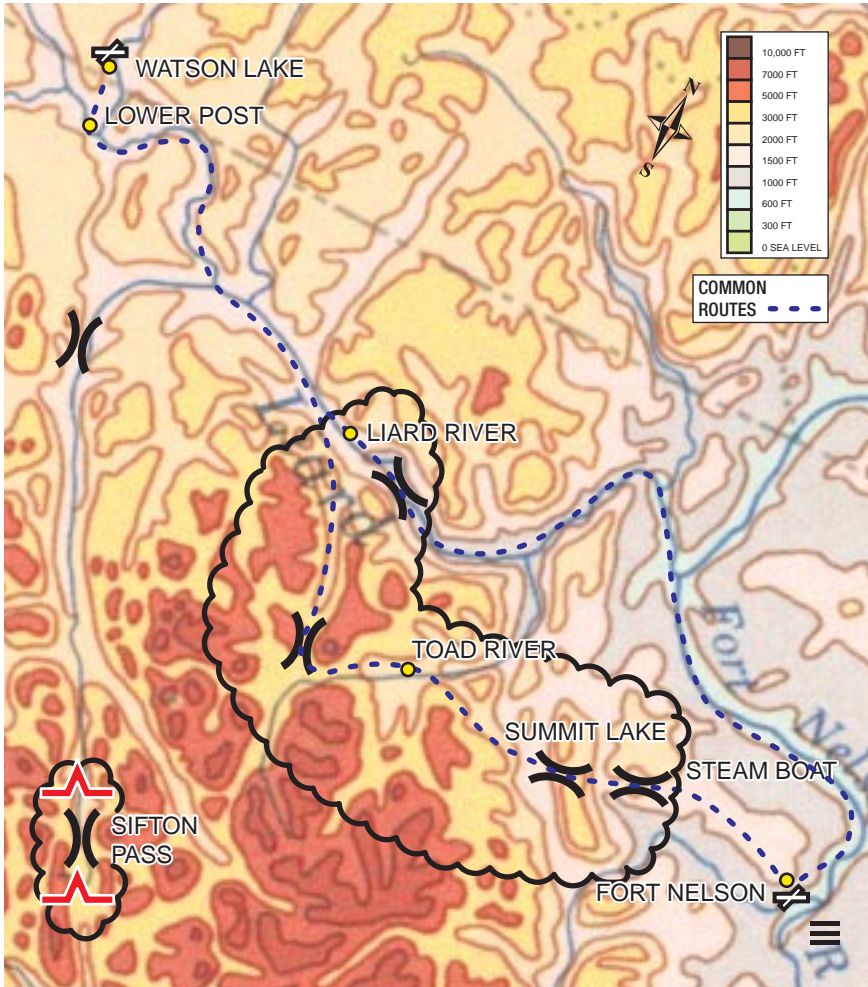 WATSON LAKE
LOWER POST
10,000 FT
7000 FT
5000 FT
3000 FT
2000 FT
1500 FT
1000 FT
600 FT
300 FT
0 SEA LEVEL
N
S
COMMON
ROUTES
Liard
LIARD RIVER
TOAD RIVER
Fort
Nel
SUMMIT LAKE
STEAM BOAT
SIFTON
PASS
FORT NELSON
R